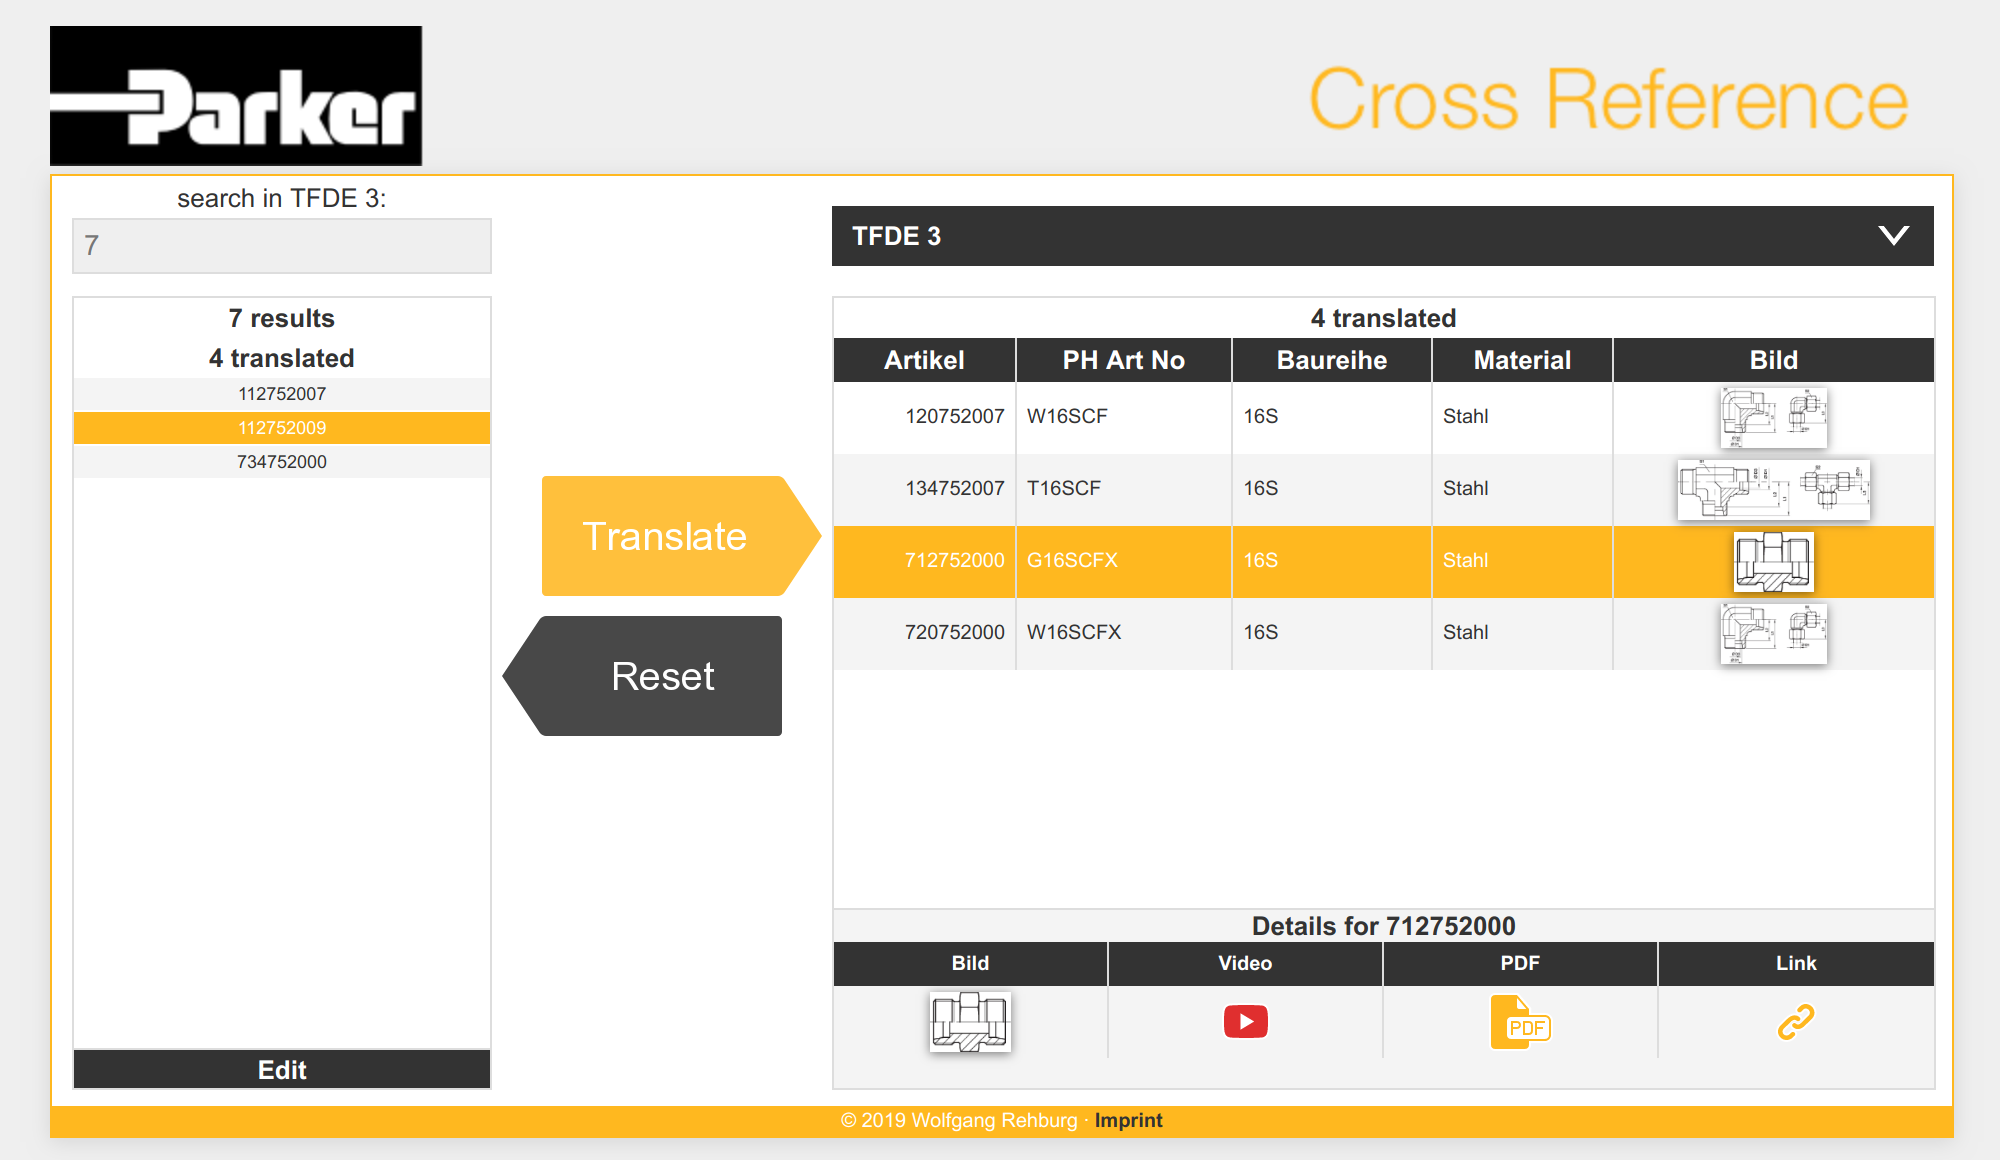 Parker
Cross Reference
search in TFDE 3:
7
TFDE 3
7 results
4 translated
112752007
112752009
734752000
Edit
Translate
Reset
4 translated
Artikel PH Art No Baureihe Material Bild
120752007 W16SCF 16S Stahl
134752007 T16SCF 16S Stahl
712752000 G16SCFX 16S Stahl
720752000 W16SCFX 16S Stahl
Details for 712752000
Bild Video PDF Link
PDF
© 2019 Wolfgang Rehburg · Imprint